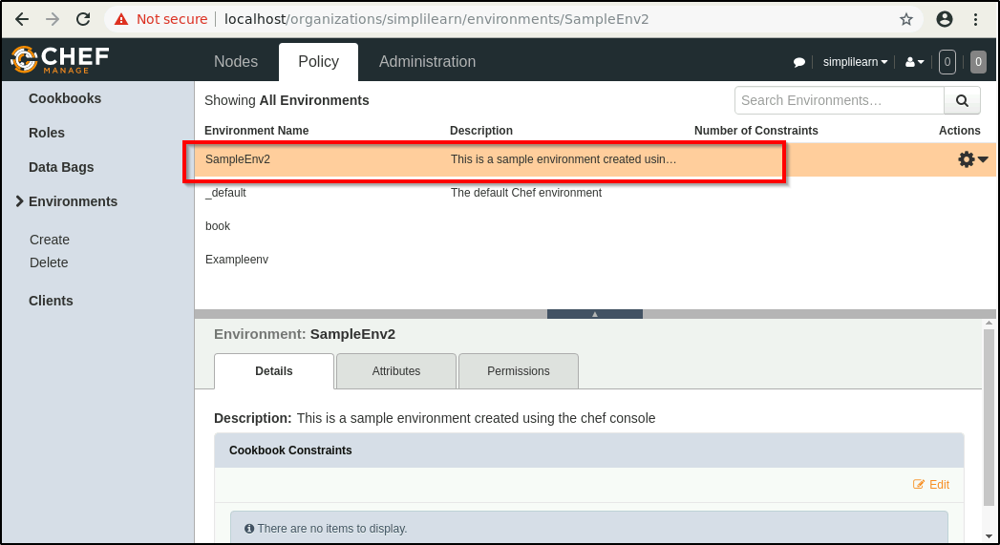 Not secure | localhost/organizations/simplilearn/environments/SampleEnv2
CHEF
MANAGE
Nodes Policy Administration simplilearn 0 0
Cookbooks
Roles
Data Bags
Environments
Create
Delete
Clients
Showing All Environments Search Environments…
Environment Name Description Number of Constraints Actions
SampleEnv2 This is a sample environment created usin…
_default The default Chef environment
book
Exampleenv
Environment: SampleEnv2
Details Attributes Permissions
Description: This is a sample environment created using the chef console
Cookbook Constraints
Edit
There are no items to display.